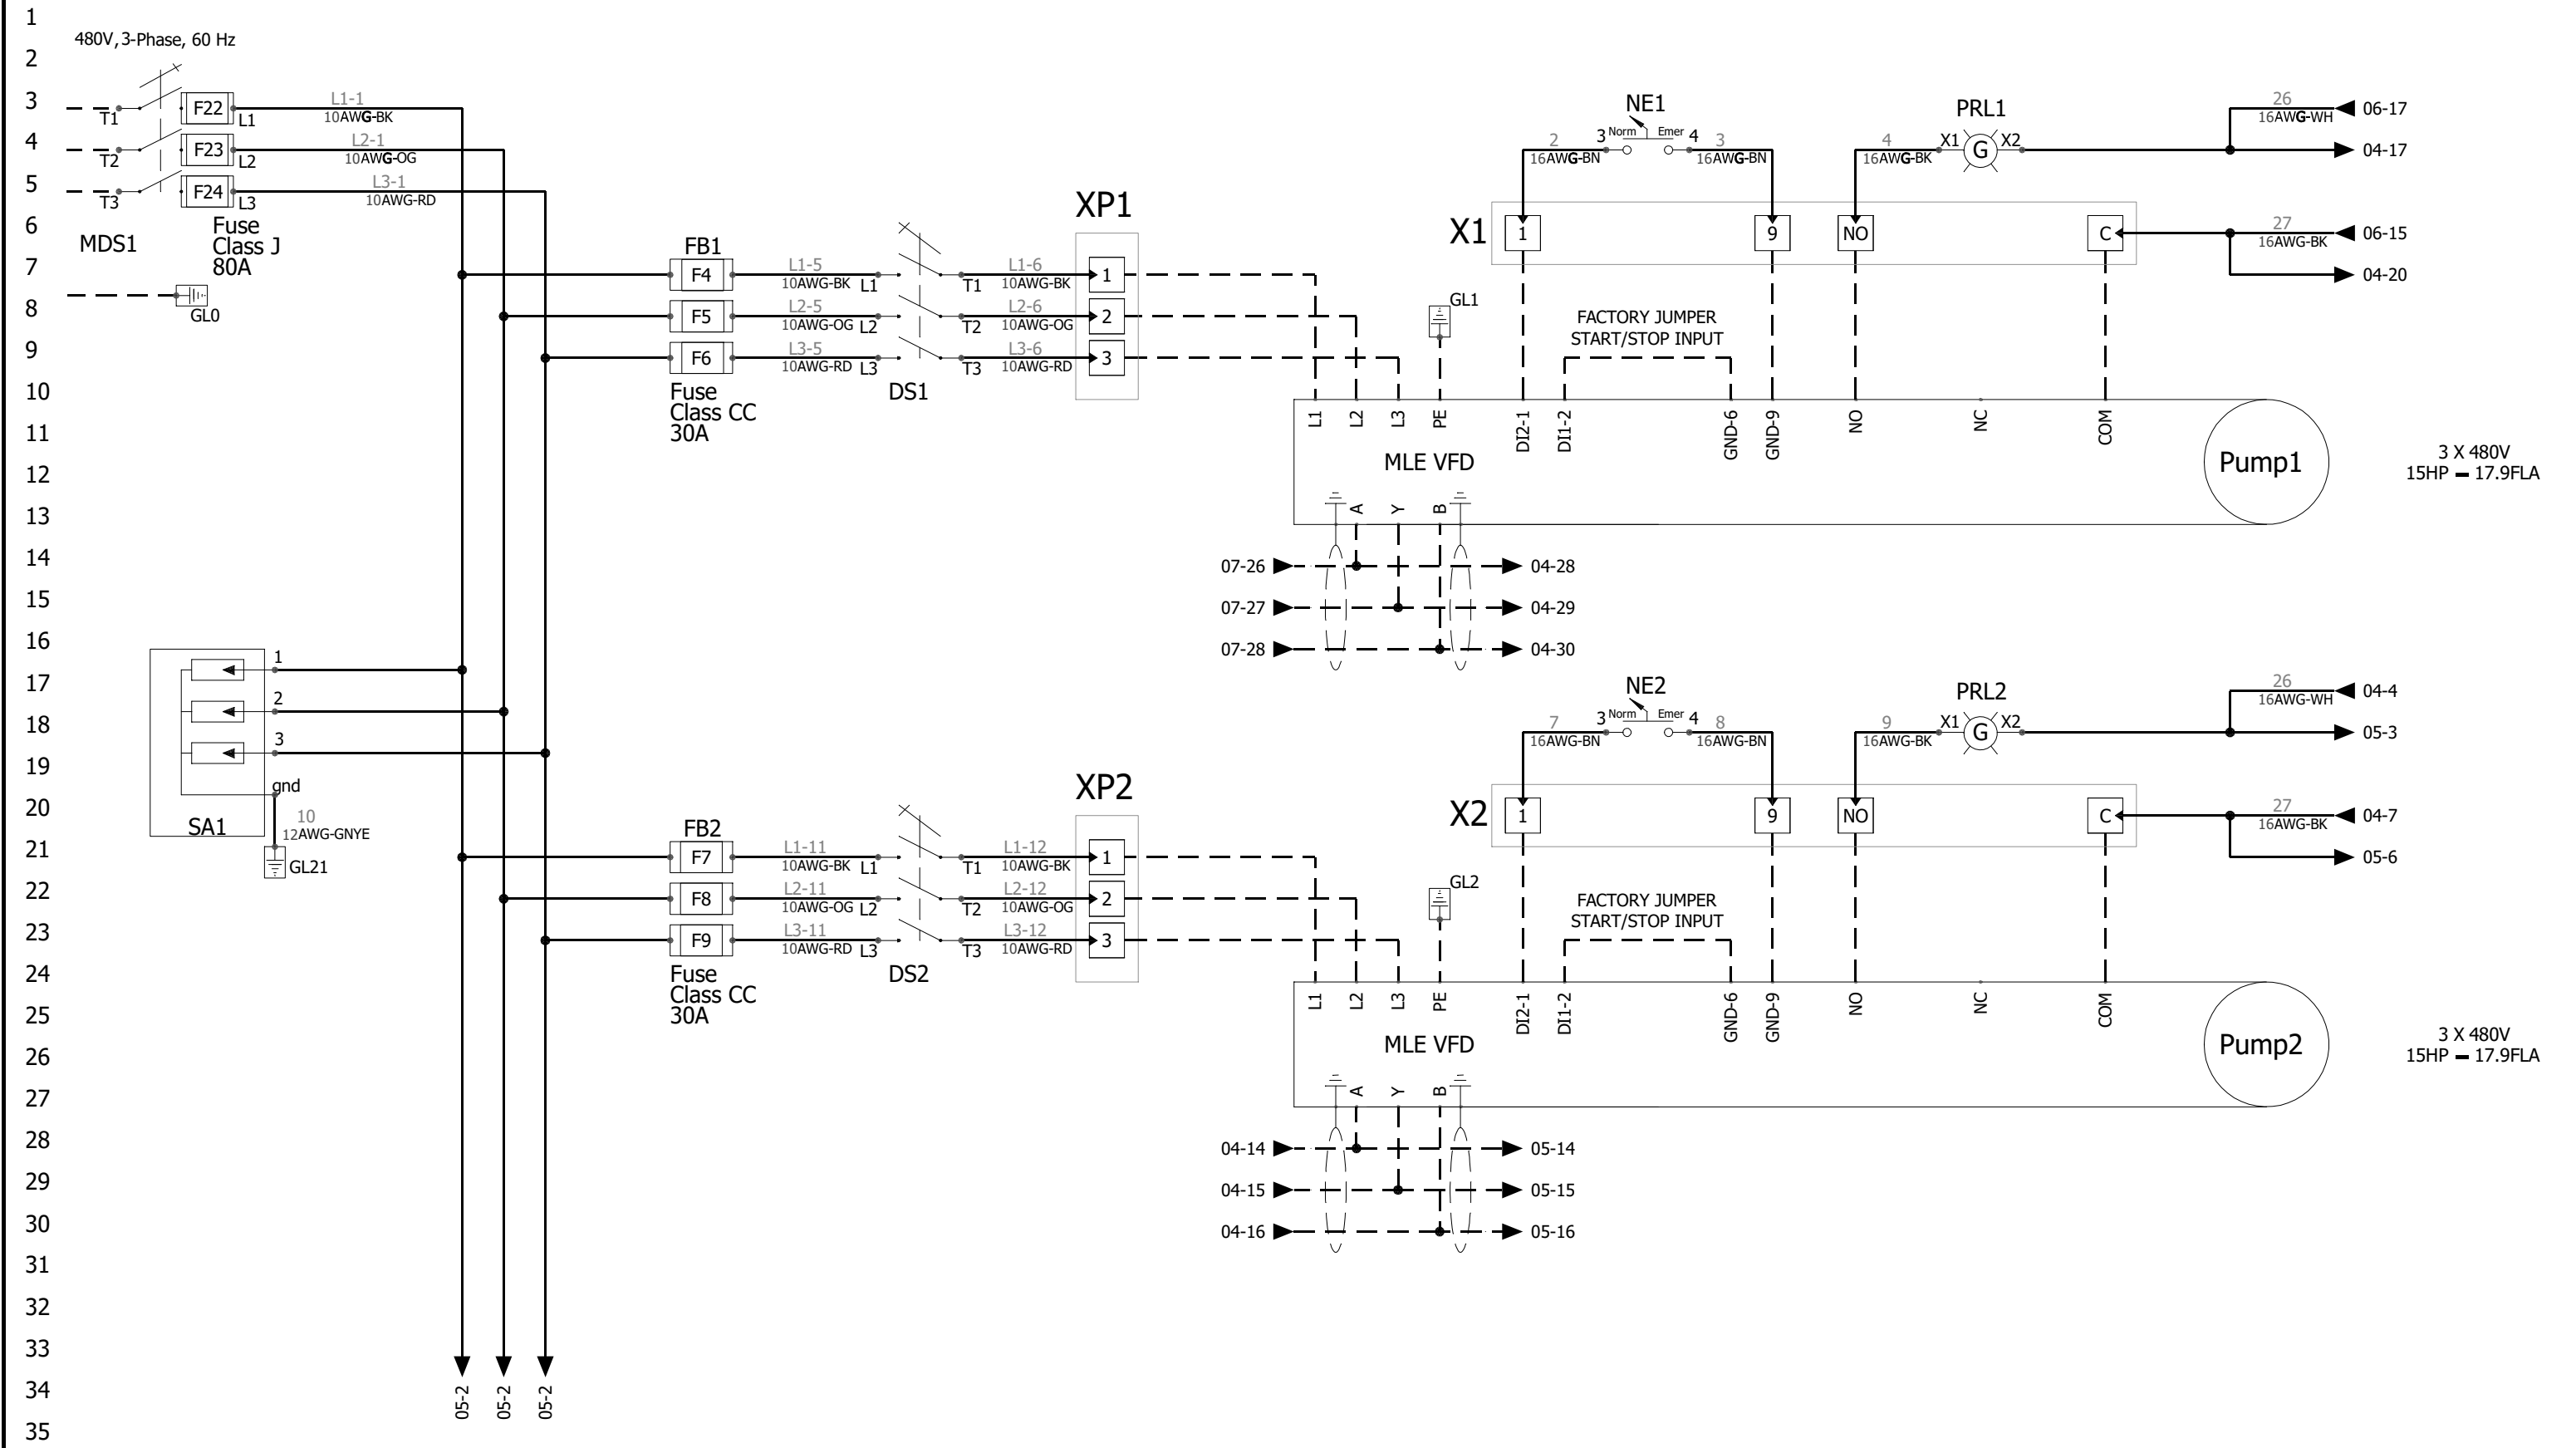 1
480V, 3-Phase, 60 Hz
2
3
T1 F22 L1 L1-1
10AWG-BK
NE1
PRL1
26
16AWG-WH
06-17
4
T2 F23 L2 L2-1
10AWG-OG
2
16AWG-BN
3 Norm Emer 4
3
16AWG-BN
4
16AWG-BK
X1 G X2
04-17
5
T3 F24 L3 L3-1
10AWG-RD
6
MDS1
Fuse
Class J
80A
XP1
X1 1 9 NO C
27
16AWG-BK
06-15
7
FB1
F4
L1-5
10AWG-BK L1
T1
L1-6
10AWG-BK
1
04-20
8
GL0
F5
L2-5
10AWG-OG L2
T2
L2-6
10AWG-OG
2
GL1
FACTORY JUMPER
START/STOP INPUT
9
F6
L3-5
10AWG-RD L3
T3
L3-6
10AWG-RD
3
10
Fuse
Class CC
30A
DS1
11
L1 L2 L3 PE DI2-1 DI1-2 GND-6 GND-9 NO NC COM
12
MLE VFD
Pump1
3 X 480V
15HP - 17.9FLA
13
A Y B
14
07-26 04-28
15
07-27 04-29
16
07-28 04-30
17
1
NE2
PRL2
26
16AWG-WH
04-4
18
2
7
16AWG-BN
3 Norm Emer 4
8
16AWG-BN
9
16AWG-BK
X1 G X2
05-3
19
3
gnd
20
SA1
10
12AWG-GNYE
XP2
X2 1 9 NO C
27
16AWG-BK
04-7
21
GL21
FB2
F7
L1-11
10AWG-BK L1
T1
L1-12
10AWG-BK
1
05-6
22
F8
L2-11
10AWG-OG L2
T2
L2-12
10AWG-OG
2
GL2
FACTORY JUMPER
START/STOP INPUT
23
F9
L3-11
10AWG-RD L3
T3
L3-12
10AWG-RD
3
24
Fuse
Class CC
30A
DS2
25
L1 L2 L3 PE DI2-1 DI1-2 GND-6 GND-9 NO NC COM
26
MLE VFD
Pump2
3 X 480V
15HP - 17.9FLA
27
A Y B
28
04-14 05-14
29
04-15 05-15
30
04-16 05-16
31
32
33
34
05-2 05-2 05-2
35